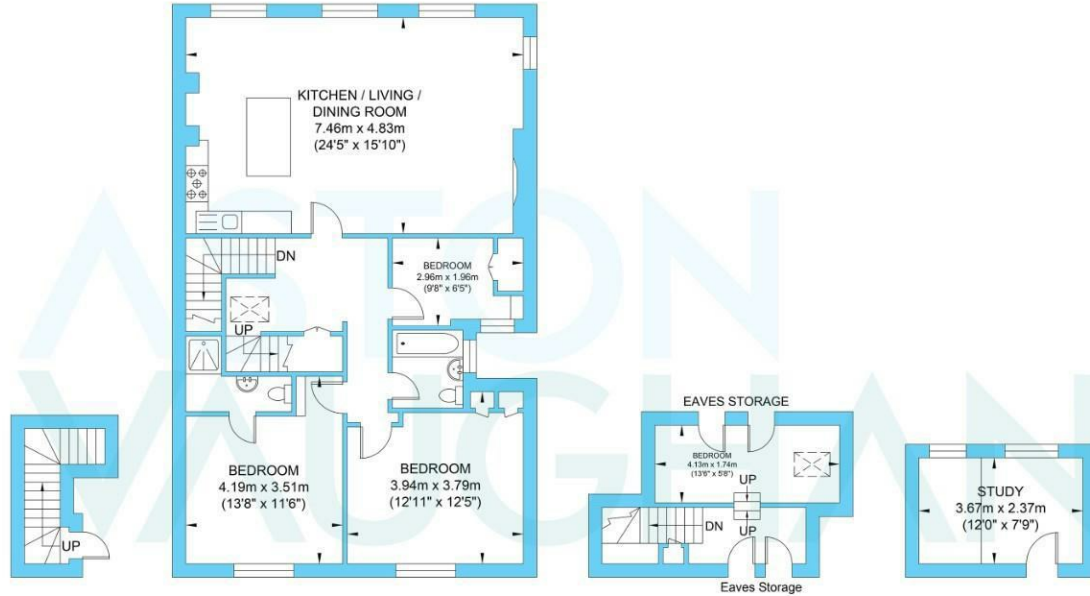 KITCHEN / LIVING /
DINING ROOM
7.46m x 4.83m
(24'5" x 15'10")
DN
BEDROOM
2.96m x 1.96m
(9'8" x 6'5")
UP
ASTON
VAUGHAN
UP
BEDROOM
4.19m x 3.51m
(13'8" x 11'6")
BEDROOM
3.94m x 3.79m
(12'11" x 12'5")
EAVES STORAGE
BEDROOM
4.13m x 1.74m
(13'6" x 5'8")
UP
DN
UP
Eaves Storage
STUDY
3.67m x 2.37m
(12'0" x 7'9")